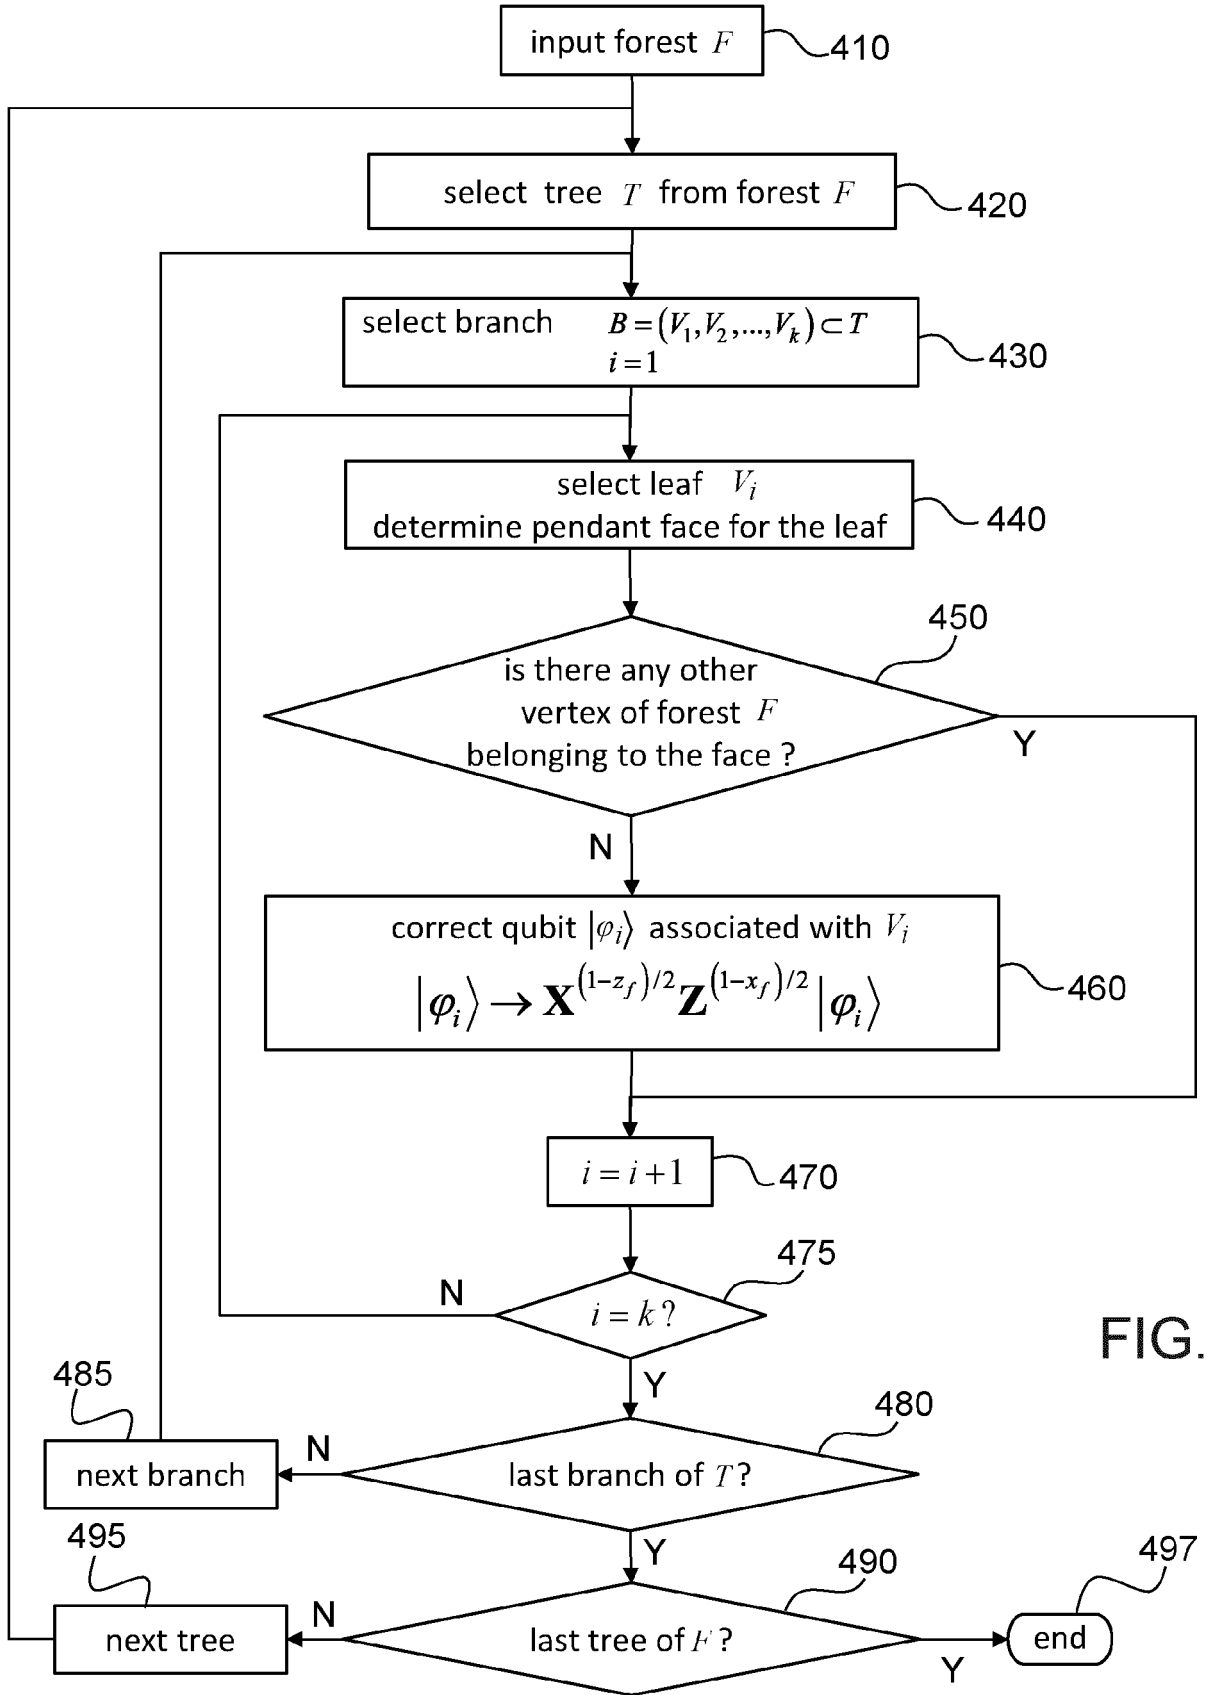 input forest F
410
select tree T from forest F
420
select branch B = (V₁, V₂, ..., Vₖ) ⊂ T
i = 1
430
select leaf Vᵢ
determine pendant face for the leaf
440
450
is there any other
vertex of forest F
belonging to the face ?
Y
N
correct qubit |φᵢ⟩ associated with Vᵢ
|φᵢ⟩ → X^{(1−z_f)/2} Z^{(1−x_f)/2} |φᵢ⟩
460
i = i + 1
470
475
N
i = k ?
FIG.
Y
485
480
next branch
N
last branch of T?
495
Y
490
497
next tree
N
last tree of F?
Y
end